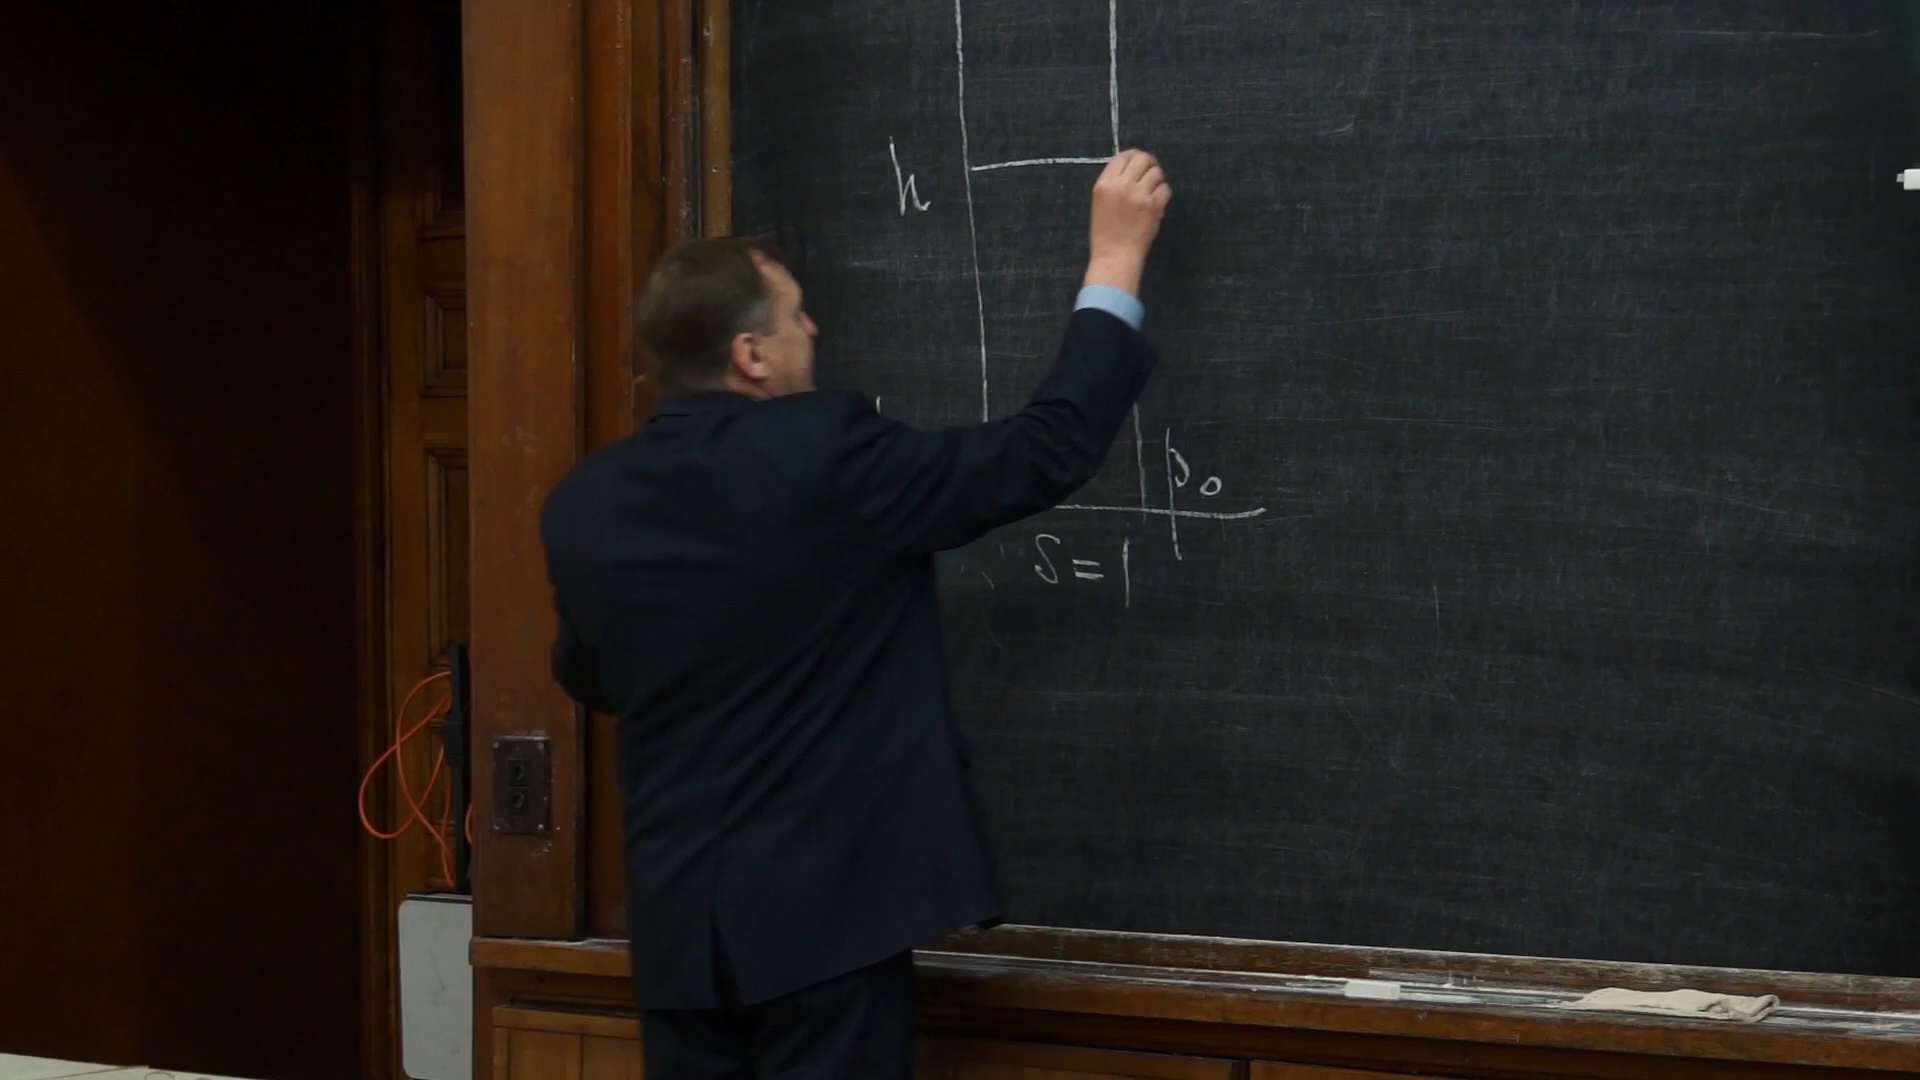 h
p₀
S = 1